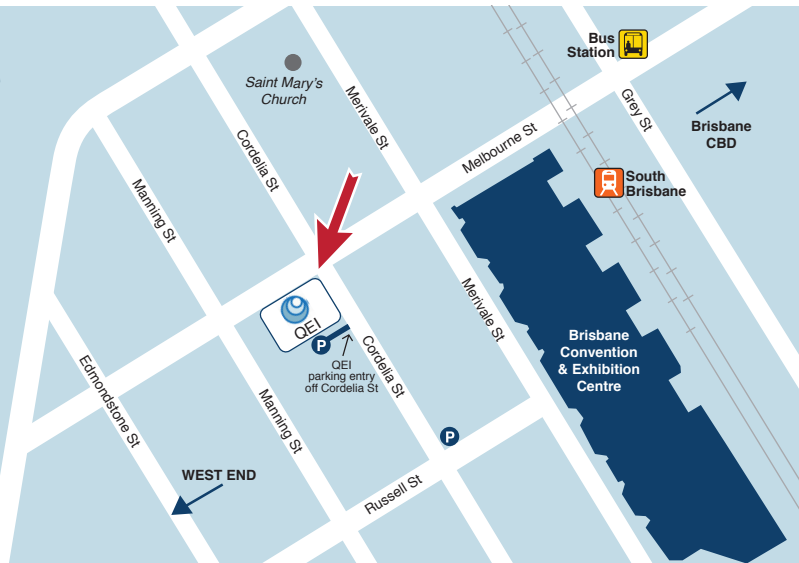 Bus
Station
Saint Mary's
Church
Merivale St
Grey St
Brisbane
CBD
Cordelia St
Melbourne St
South
Brisbane
Manning St
Merivale St
QEI
P
QEI
parking entry
off Cordelia St
Cordelia St
Brisbane
Convention
& Exhibition
Centre
Edmondstone St
Manning St
P
WEST END
Russell St